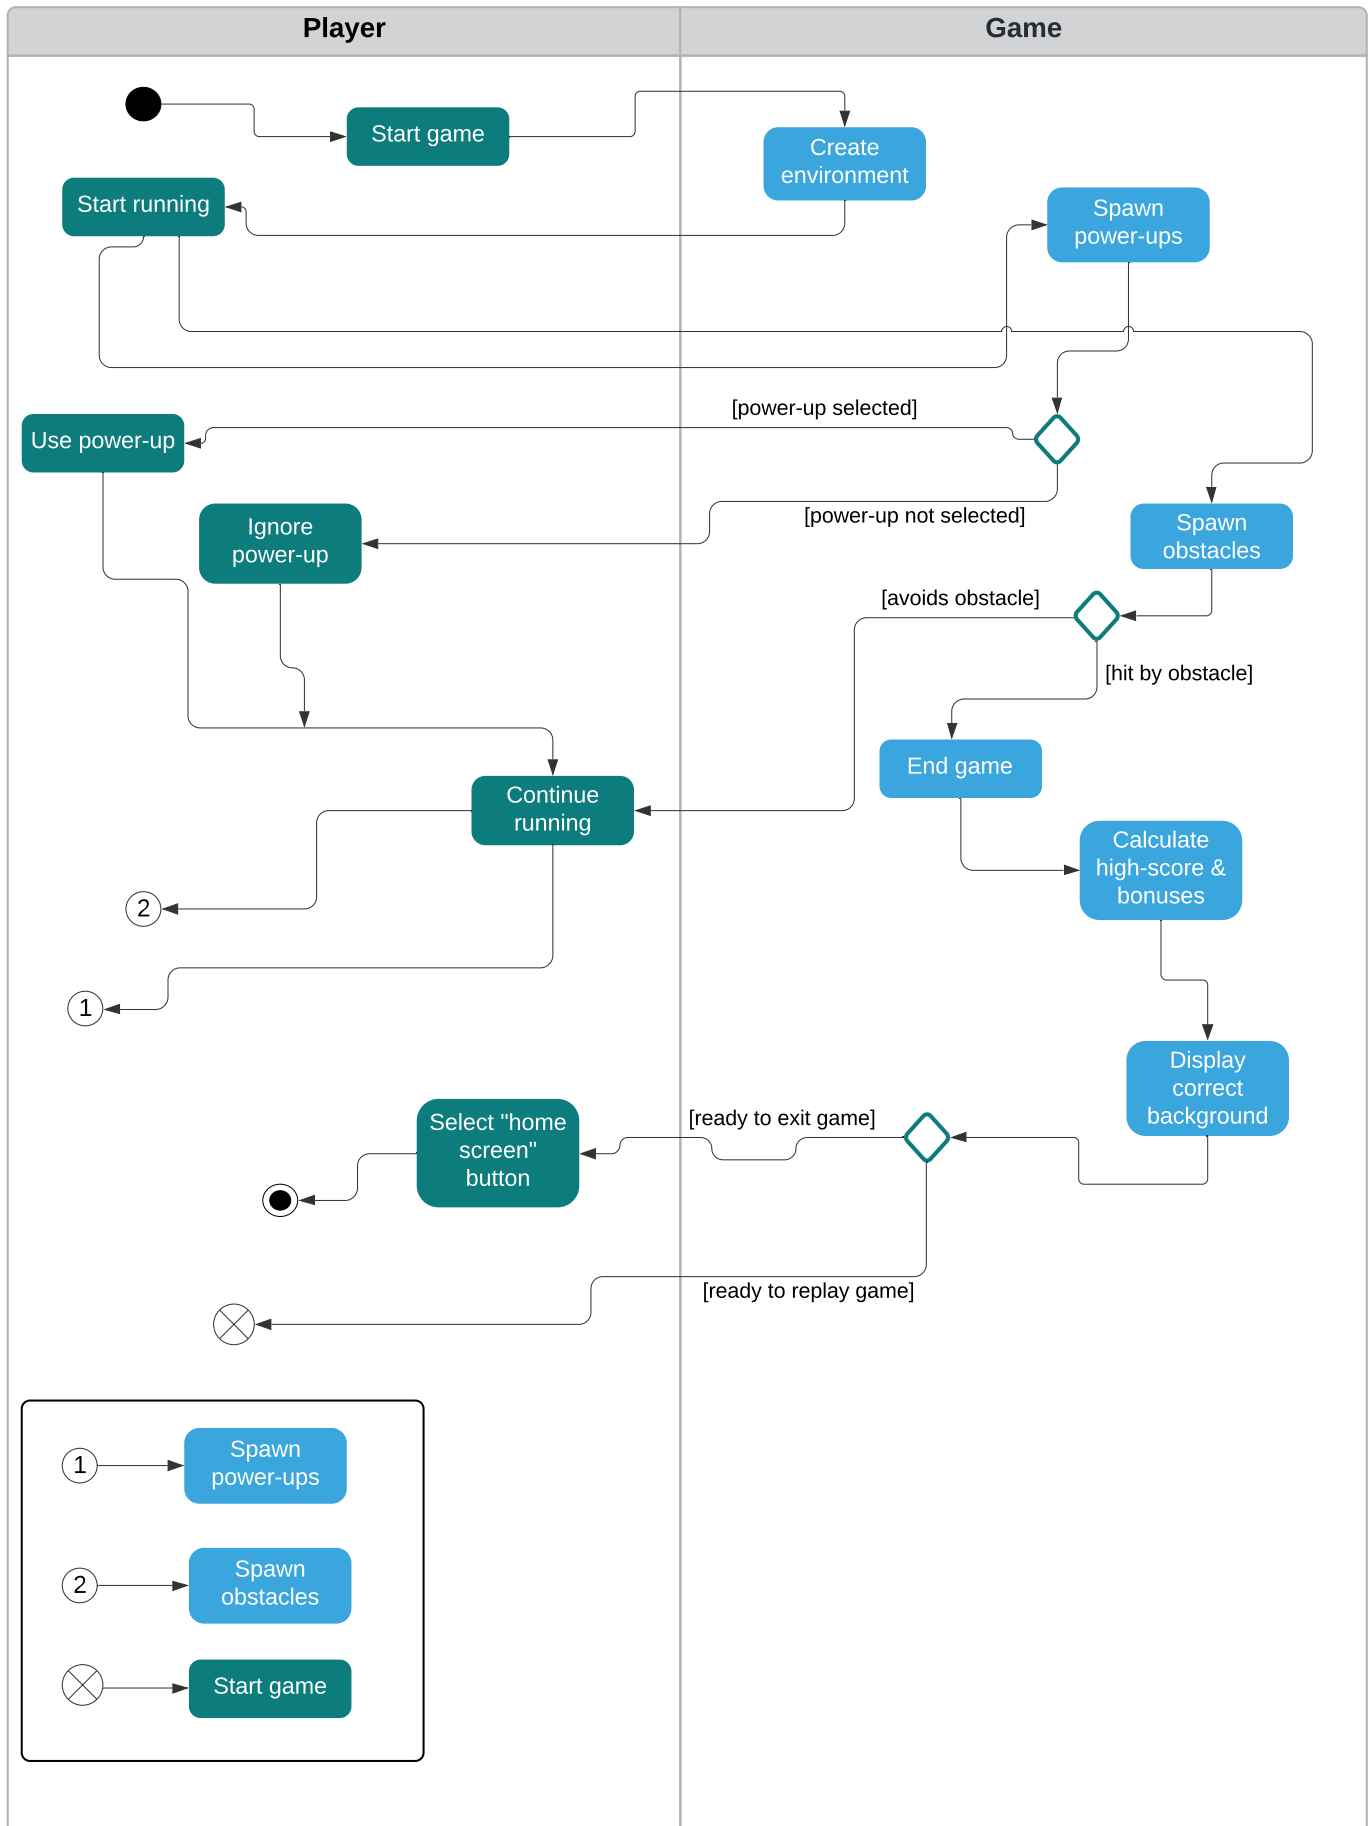 Player
Game
Start game
Create
environment
Start running
Spawn
power-ups
[power-up selected]
Use power-up
[power-up not selected]
Ignore
power-up
Spawn
obstacles
[avoids obstacle]
[hit by obstacle]
End game
Continue
running
Calculate
high-score &
bonuses
2
1
Display
correct
background
[ready to exit game]
Select "home
screen"
button
[ready to replay game]
1
Spawn
power-ups
2
Spawn
obstacles
Start game